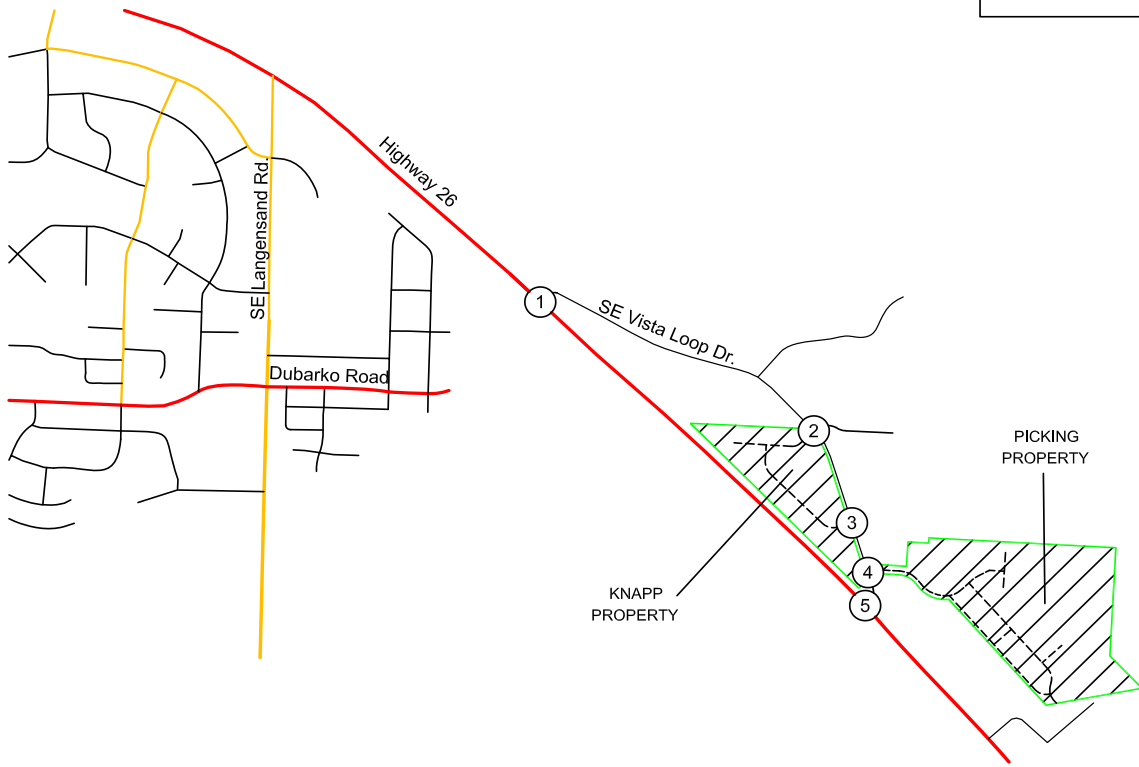 Highway 26
SE Langensand Rd.
1
SE Vista Loop Dr.
Dubarko Road
2
PICKING
PROPERTY
3
4
KNAPP
PROPERTY
5